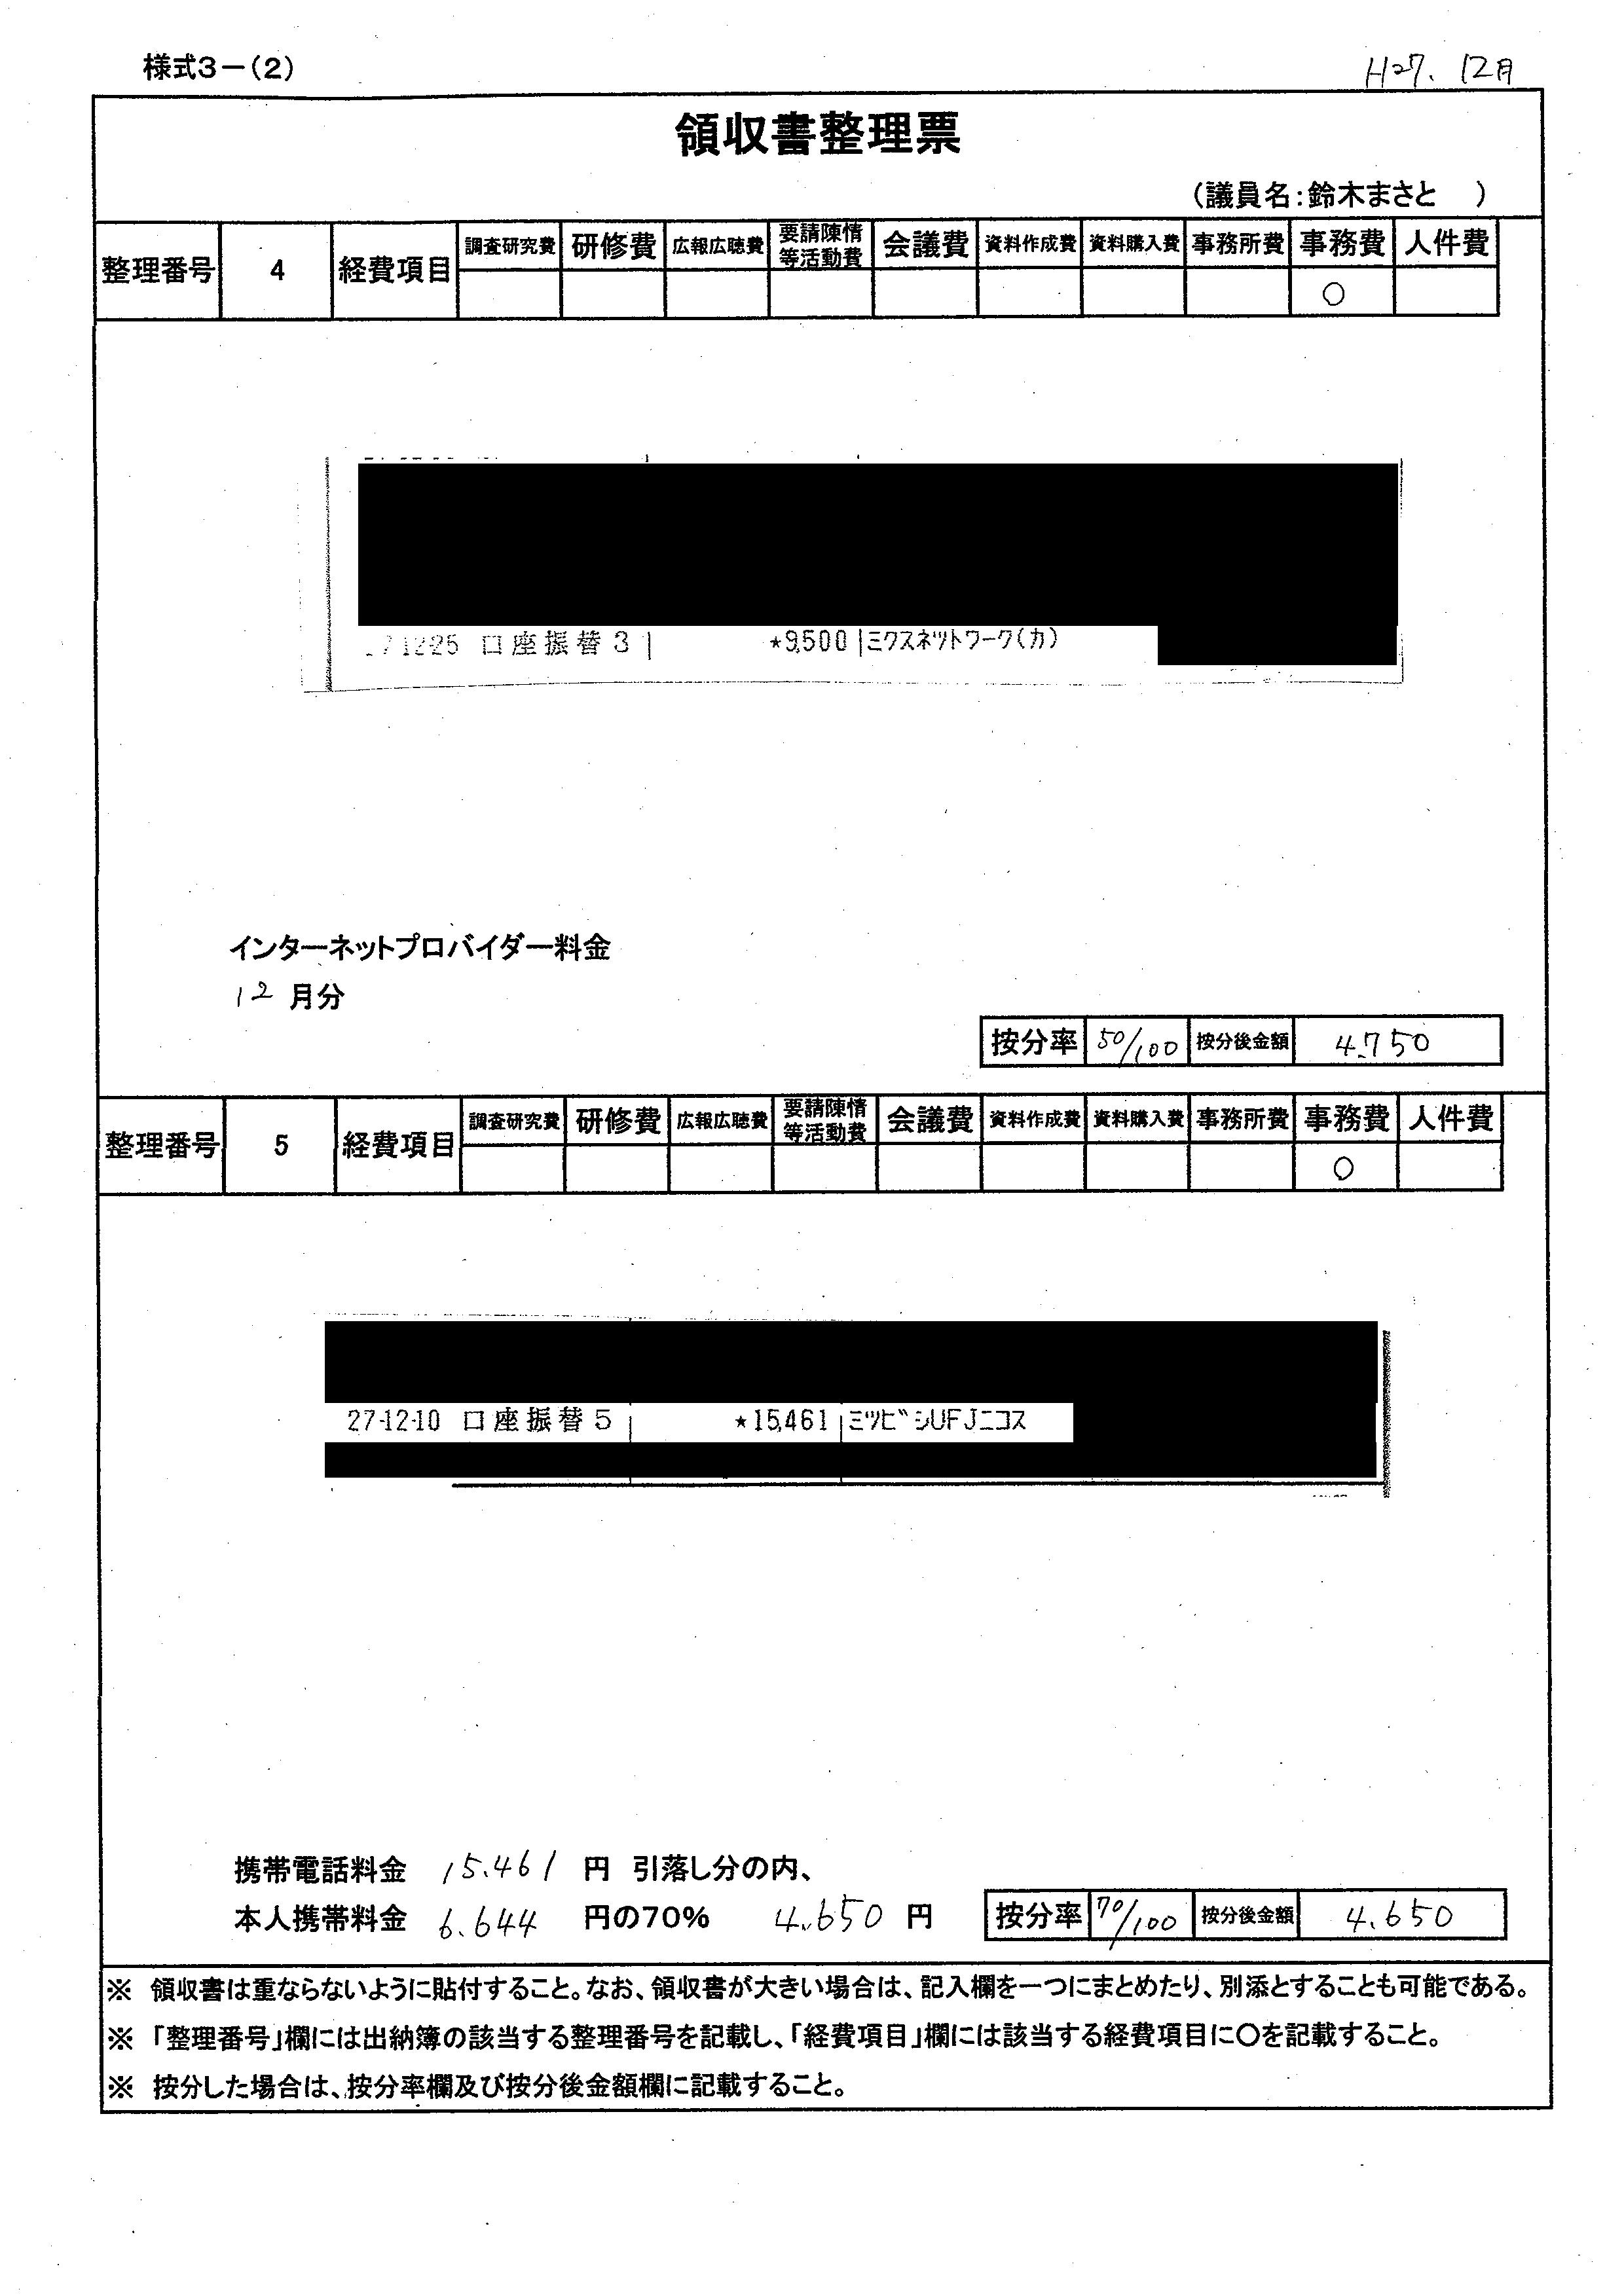 様式3-(2)
H27. 12月
領収書整理票
(議員名:鈴木まさと )
整理番号 4 経費項目 調査研究費 研修費 広報広聴費 要請陳情等活動費 会議費 資料作成費 資料購入費 事務所費 事務費 人件費
○
12-25 口座振替3 *9,500 ミクスネットワーク(カ)
インターネットプロバイダー料金
12 月分
按分率 50/100 按分後金額 4.750
整理番号 5 経費項目 調査研究費 研修費 広報広聴費 要請陳情等活動費 会議費 資料作成費 資料購入費 事務所費 事務費 人件費
○
27-12-10 口座振替5 *15,461 ミツビシUFJニコス
携帯電話料金 15.461 円 引落し分の内、
本人携帯料金 6.644 円の70% 4.650 円 按分率 70/100 按分後金額 4.650
※ 領収書は重ならないように貼付すること。なお、領収書が大きい場合は、記入欄を一つにまとめたり、別添とすることも可能である。
※ 「整理番号」欄には出納簿の該当する整理番号を記載し、「経費項目」欄には該当する経費項目に○を記載すること。
※ 按分した場合は、按分率欄及び按分後金額欄に記載すること。